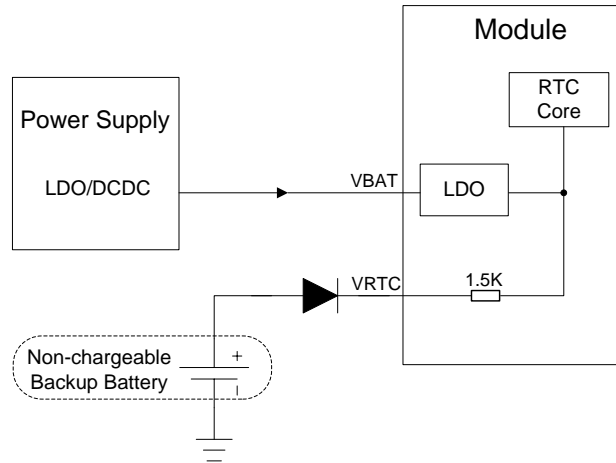 Module
RTC
Core
Power Supply
LDO/DCDC
VBAT
LDO
VRTC
1.5K
Non-chargeable
Backup Battery
+